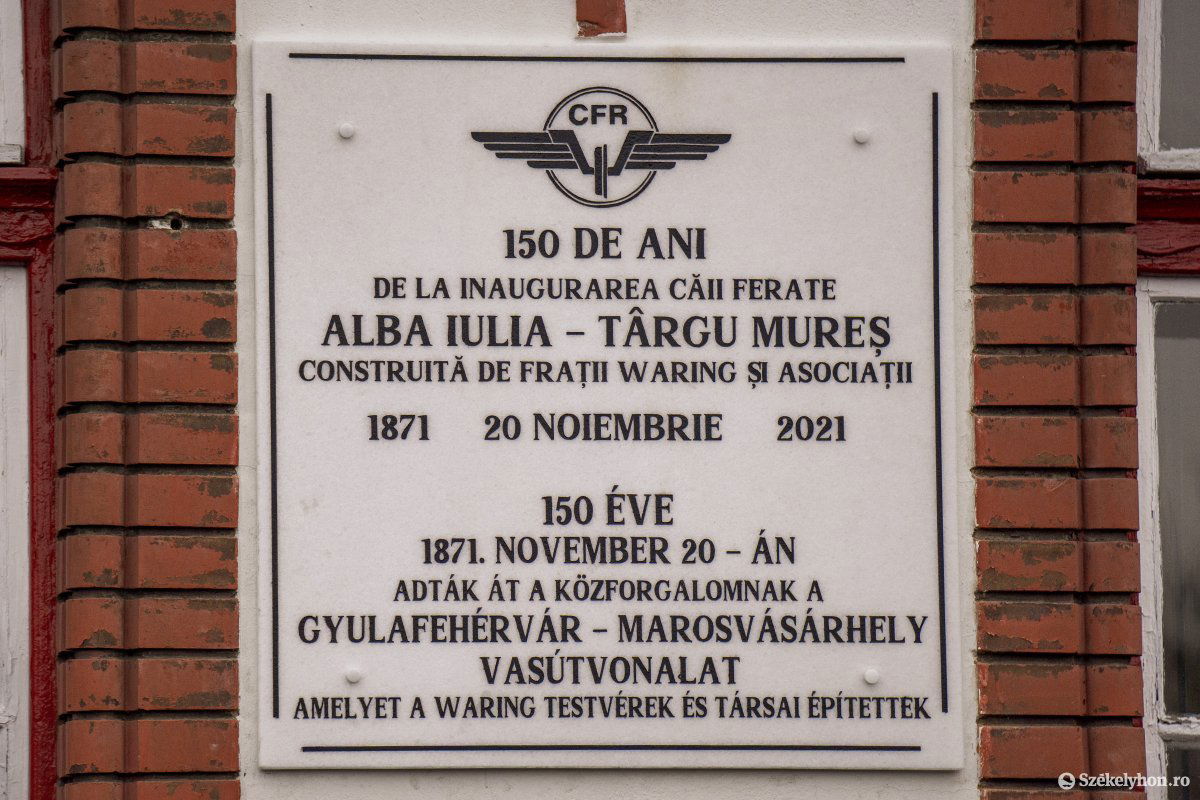 CFR
150 DE ANI
DE LA INAUGURAREA CĂII FERATE
ALBA IULIA – TÂRGU MUREȘ
CONSTRUITĂ DE FRAȚII WARING ȘI ASOCIAȚII
1871 20 NOIEMBRIE 2021
150 ÉVE
1871. NOVEMBER 20 – ÁN
ADTÁK ÁT A KÖZFORGALOMNAK A
GYULAFEHÉRVÁR – MAROSVÁSÁRHELY
VASÚTVONALAT
AMELYET A WARING TESTVÉREK ÉS TÁRSAI ÉPÍTETTEK
Székelyhon.ro